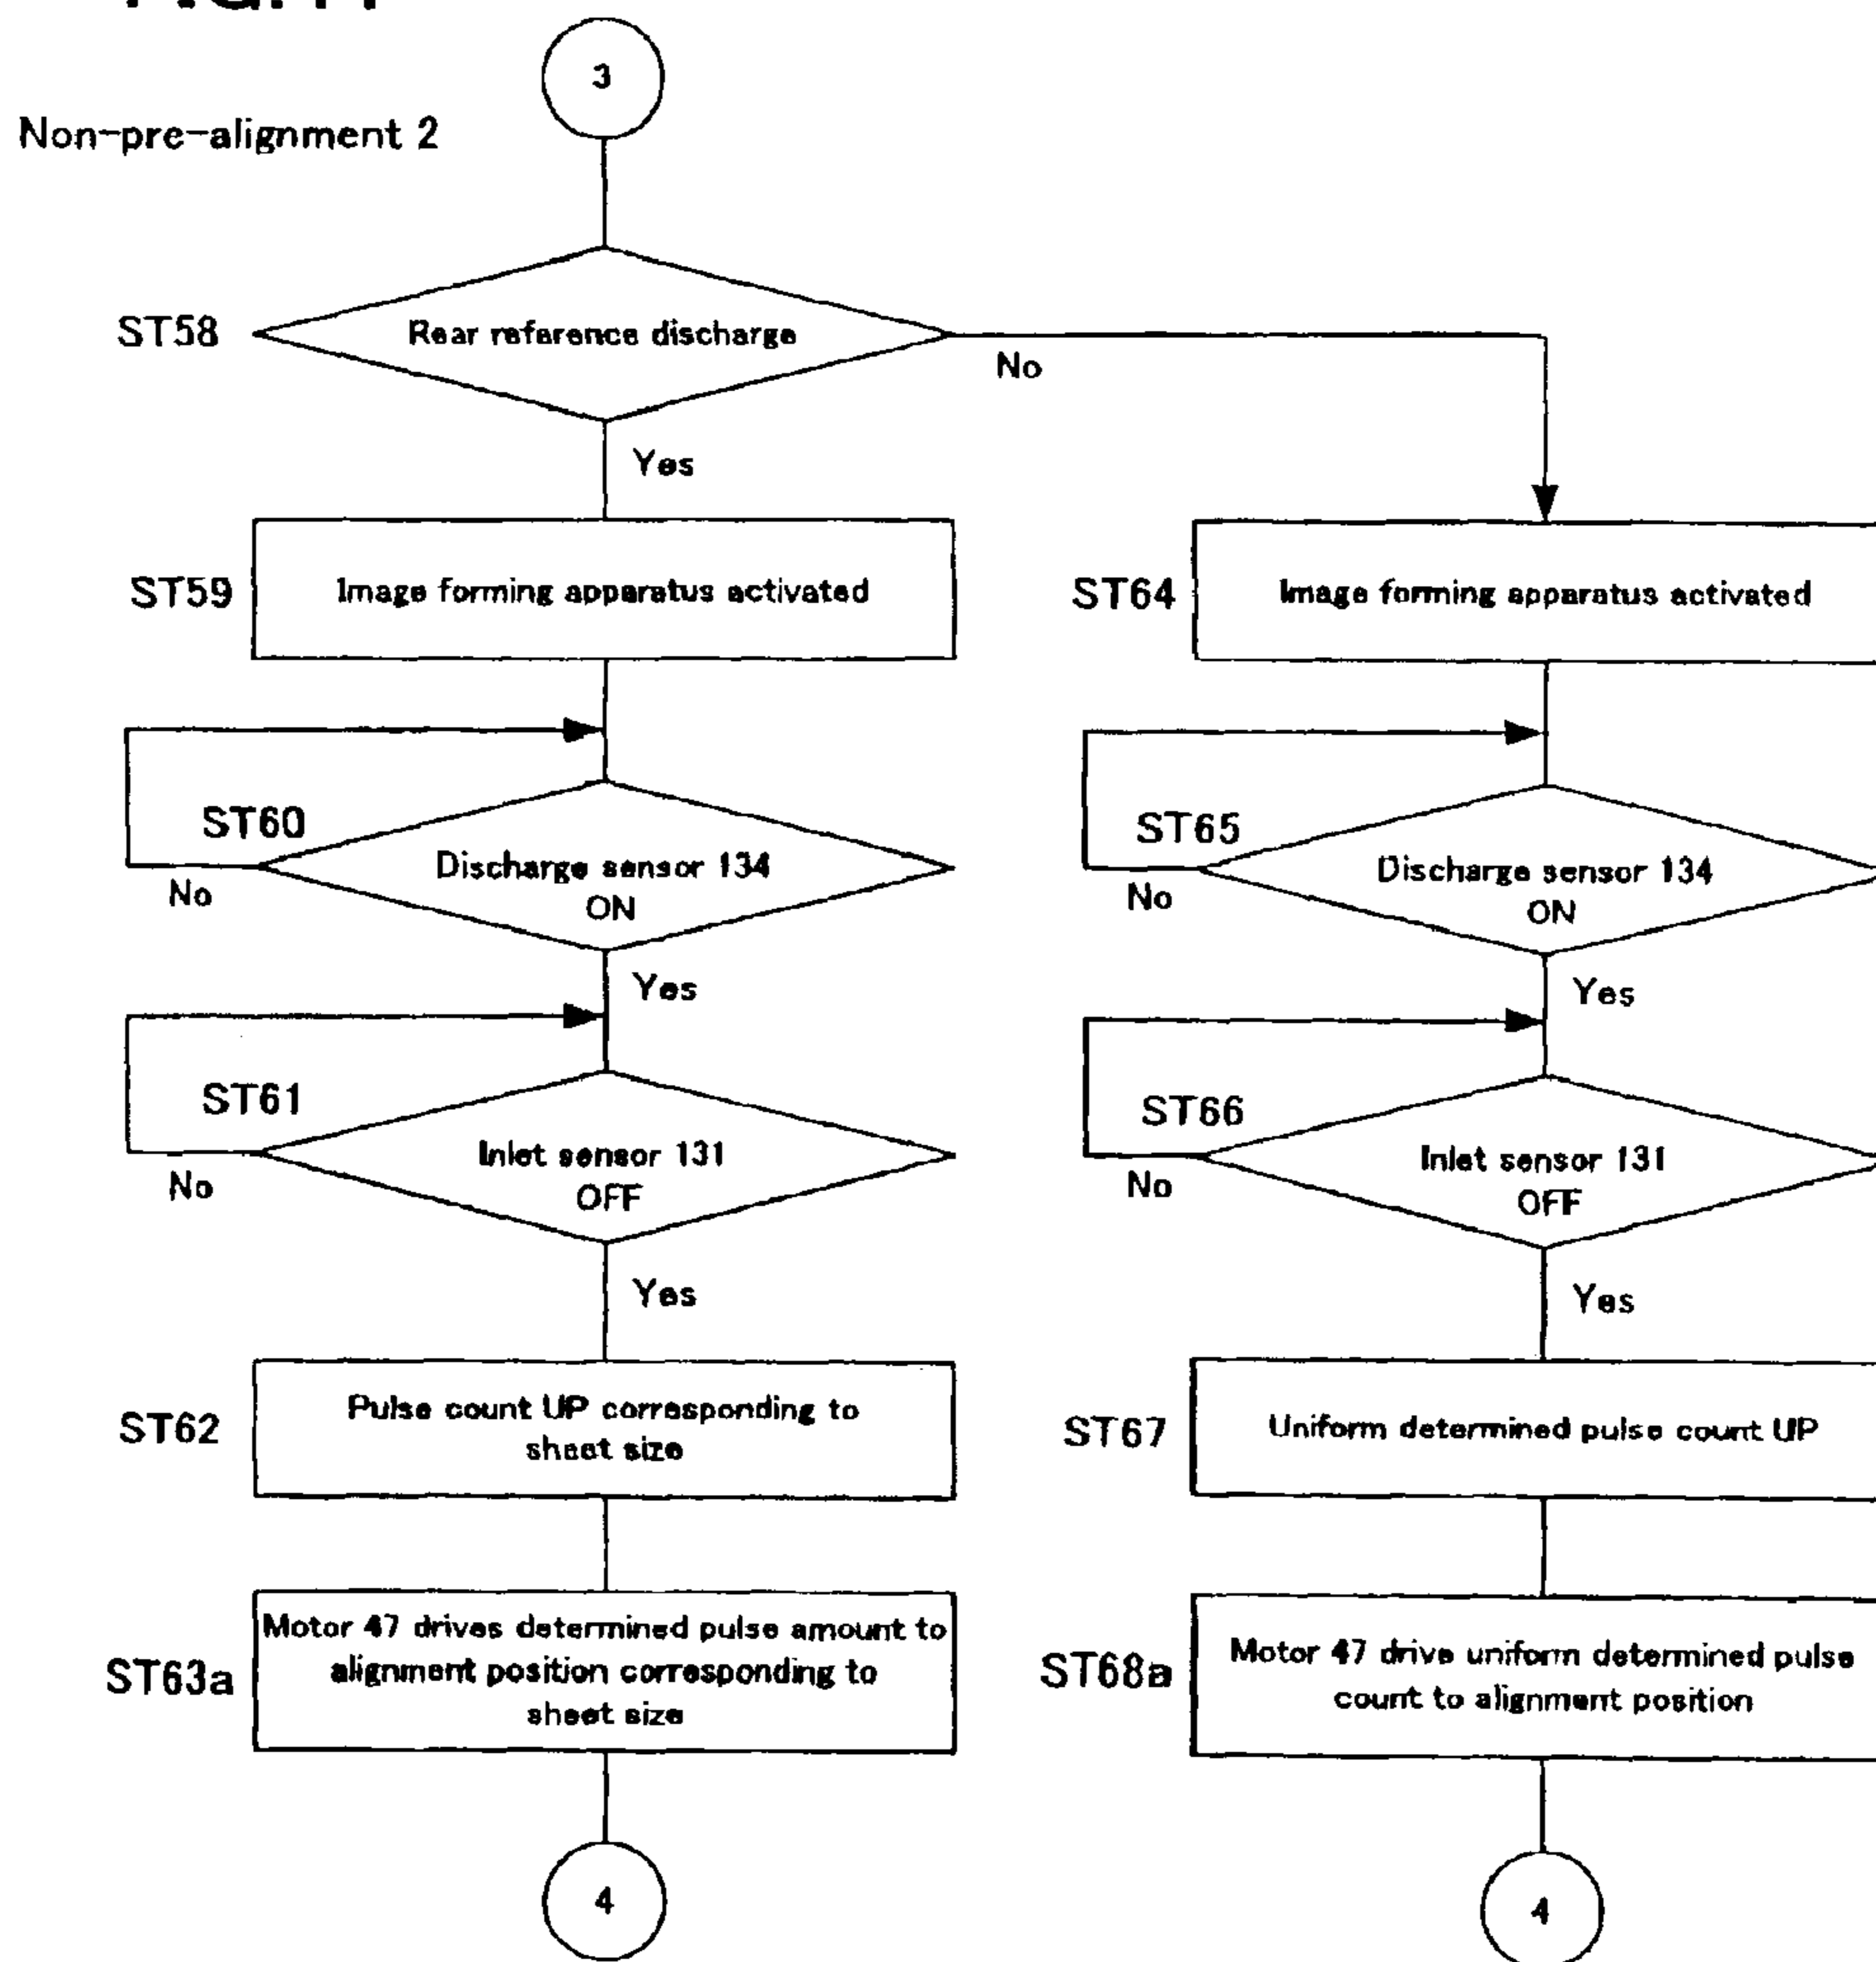 3
Non-pre-alignment 2
ST58
Rear reference discharge
No
Yes
ST59
Image forming apparatus activated
ST60
Discharge sensor 134
ON
No
Yes
ST61
Inlet sensor 131
OFF
No
Yes
ST62
Pulse count UP corresponding to
sheet size
ST63a
Motor 47 drives determined pulse amount to
alignment position corresponding to
sheet size
4
ST64
Image forming apparatus activated
ST65
Discharge sensor 134
ON
No
Yes
ST66
Inlet sensor 131
OFF
No
Yes
ST67
Uniform determined pulse count UP
ST68a
Motor 47 drive uniform determined pulse
count to alignment position
4